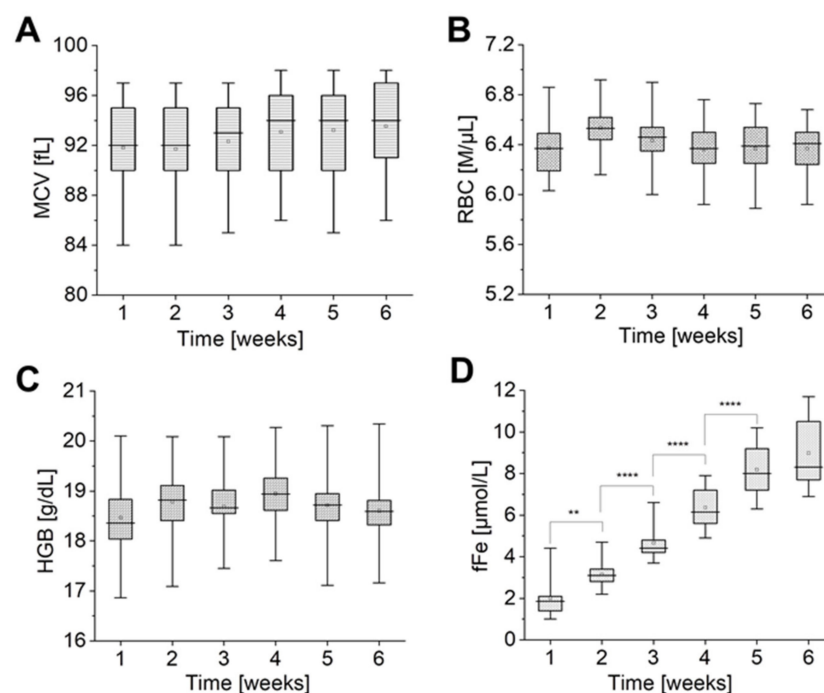 A
MCV [fL]
100
96
92
88
84
80
1 2 3 4 5 6
Time [weeks]
B
RBC [M/µL]
7.2
6.8
6.4
6.0
5.6
5.2
1 2 3 4 5 6
Time [weeks]
C
HGB [g/dL]
21
20
19
18
17
16
1 2 3 4 5 6
Time [weeks]
D
fFe [µmol/L]
12
10
8
6
4
2
0
**
****
****
****
1 2 3 4 5 6
Time [weeks]